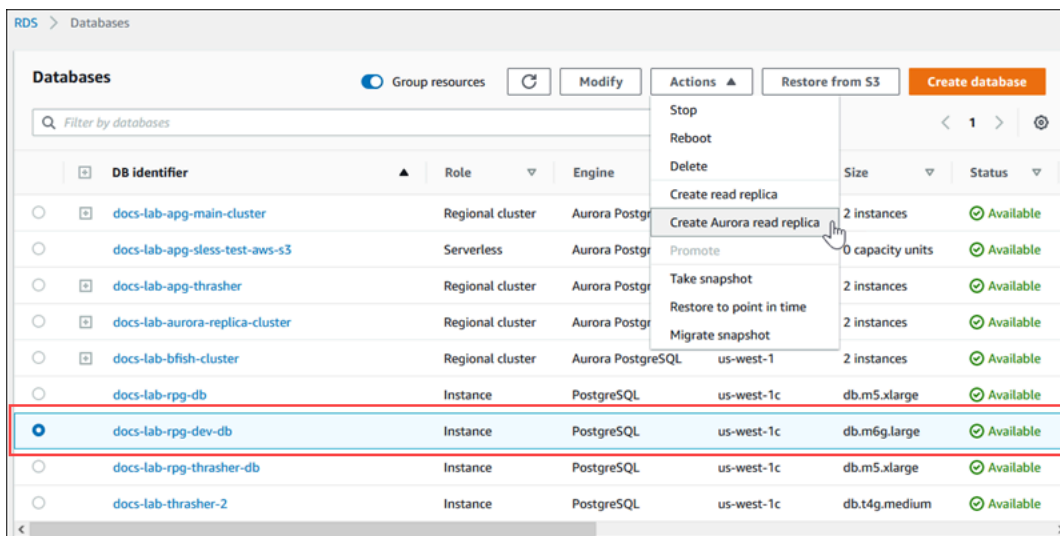 RDS > Databases
Databases
Group resources
Modify
Actions ▲
Restore from S3
Create database
Filter by databases
< 1 >
Stop
Reboot
Delete
Create read replica
Create Aurora read replica
Promote
Take snapshot
Restore to point in time
Migrate snapshot
DB identifier ▲ Role Engine Size Status
docs-lab-apg-main-cluster Regional cluster Aurora Postgr 2 instances Available
docs-lab-apg-sless-test-aws-s3 Serverless Aurora Postgr 0 capacity units Available
docs-lab-apg-thrasher Regional cluster Aurora Postgr 2 instances Available
docs-lab-aurora-replica-cluster Regional cluster Aurora Postgr 2 instances Available
docs-lab-bfish-cluster Regional cluster Aurora PostgreSQL us-west-1 2 instances Available
docs-lab-rpg-db Instance PostgreSQL us-west-1c db.m5.xlarge Available
docs-lab-rpg-dev-db Instance PostgreSQL us-west-1c db.m6g.large Available
docs-lab-rpg-thrasher-db Instance PostgreSQL us-west-1c db.m5.xlarge Available
docs-lab-thrasher-2 Instance PostgreSQL us-west-1c db.t4g.medium Available